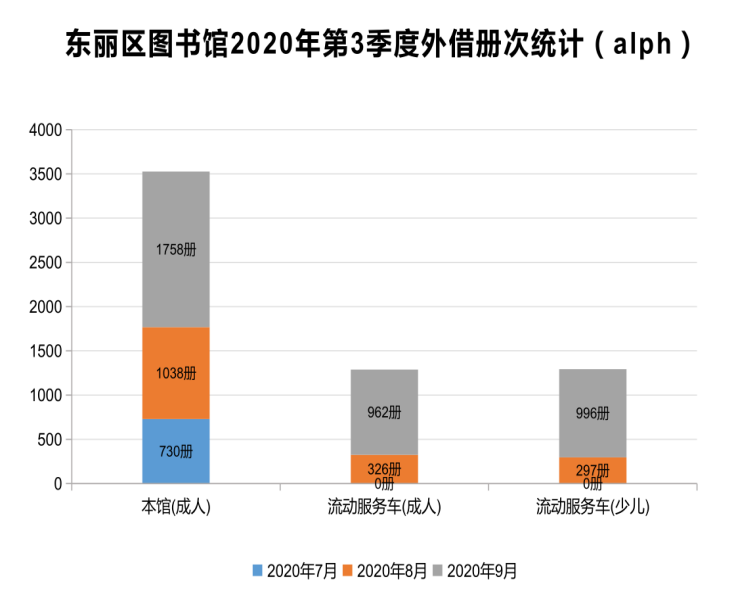 东丽区图书馆2020年第3季度外借册次统计（alph）
4000
3500
3000
2500
2000
1500
1000
500
0
1758册
1038册
730册
962册
326册
0册
996册
297册
0册
本馆(成人)
流动服务车(成人)
流动服务车(少儿)
2020年7月 2020年8月 2020年9月